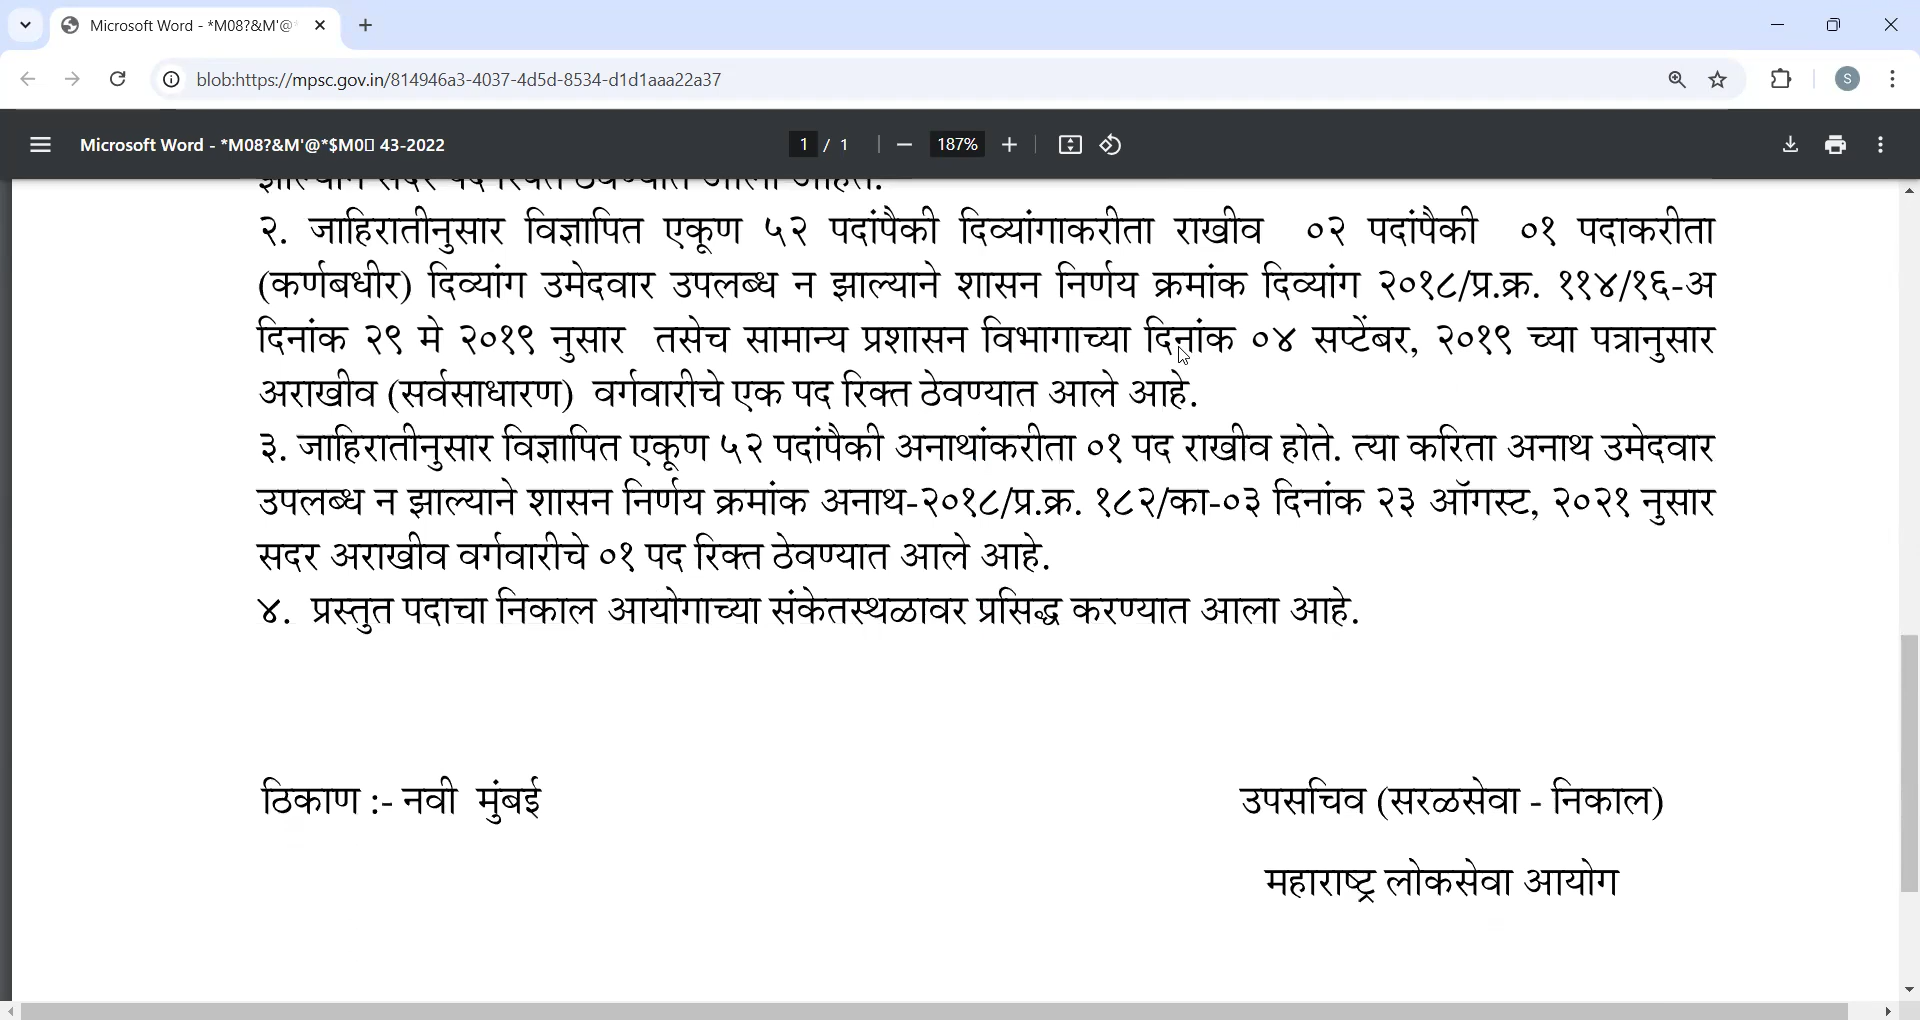 Microsoft Word - *M08?&M'@*
blob:https://mpsc.gov.in/814946a3-4037-4d5d-8534-d1d1aaa22a37
S
Microsoft Word - *M08?&M'@*$M0 43-2022
1 / 1
187%
झाल्याने सदर पद रिक्त ठेवण्यात आली आहेत.
२. जाहिरातीनुसार विज्ञापित एकूण ५२ पदांपैकी दिव्यांगाकरीता राखीव ०२ पदांपैकी ०१ पदाकरीता
(कर्णबधीर) दिव्यांग उमेदवार उपलब्ध न झाल्याने शासन निर्णय क्रमांक दिव्यांग २०१८/प्र.क्र. ११४/१६-अ
दिनांक २९ मे २०१९ नुसार तसेच सामान्य प्रशासन विभागाच्या दिनांक ०४ सप्टेंबर, २०१९ च्या पत्रानुसार
अराखीव (सर्वसाधारण) वर्गवारीचे एक पद रिक्त ठेवण्यात आले आहे.
३. जाहिरातीनुसार विज्ञापित एकूण ५२ पदांपैकी अनाथांकरीता ०१ पद राखीव होते. त्या करिता अनाथ उमेदवार
उपलब्ध न झाल्याने शासन निर्णय क्रमांक अनाथ-२०१८/प्र.क्र. १८२/का-०३ दिनांक २३ ऑगस्ट, २०२१ नुसार
सदर अराखीव वर्गवारीचे ०१ पद रिक्त ठेवण्यात आले आहे.
४. प्रस्तुत पदाचा निकाल आयोगाच्या संकेतस्थळावर प्रसिद्ध करण्यात आला आहे.
ठिकाण :- नवी मुंबई
उपसचिव (सरळसेवा - निकाल)
महाराष्ट्र लोकसेवा आयोग